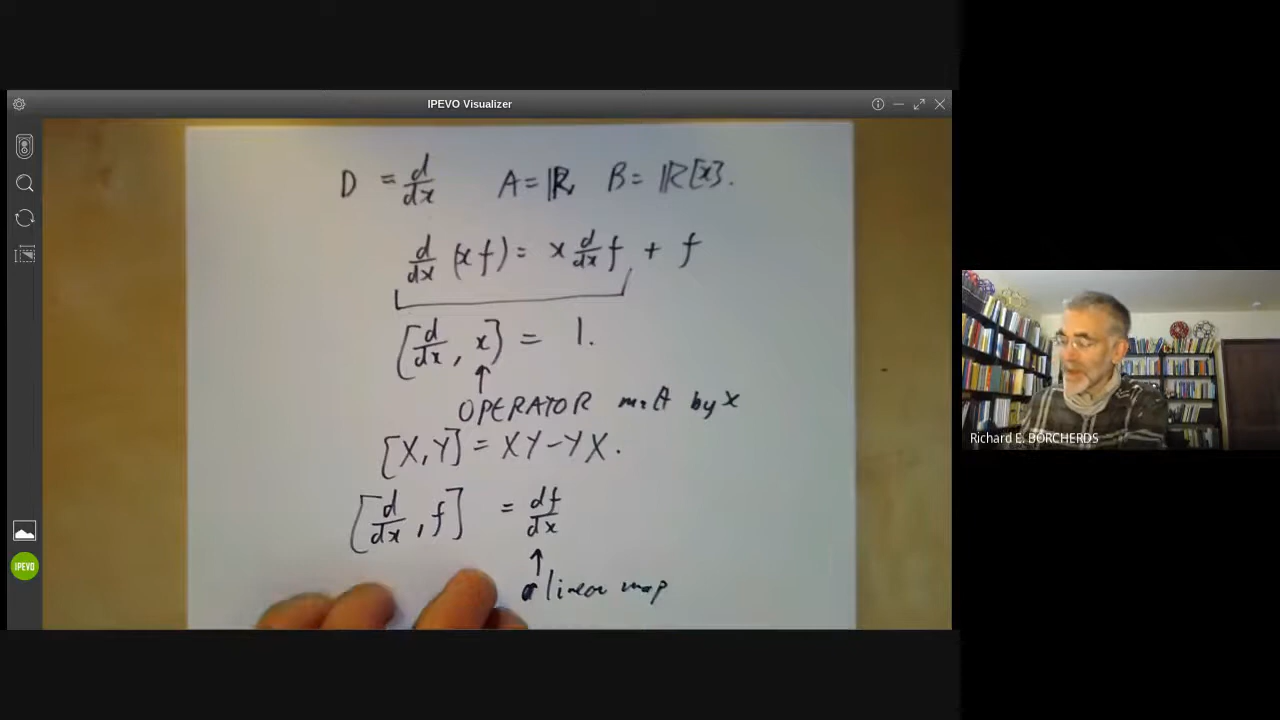 IPEVO Visualizer
D = d/dx A = ℝ, B = ℝ[x].
d/dx (xf) = x d/dx f + f
[d/dx, x] = 1.
↑
OPERATOR by x
[X, Y] = XY - YX.
[d/dx, f] = df/dx
↑
linear map
IPEVO
Richard E. BORCHERDS